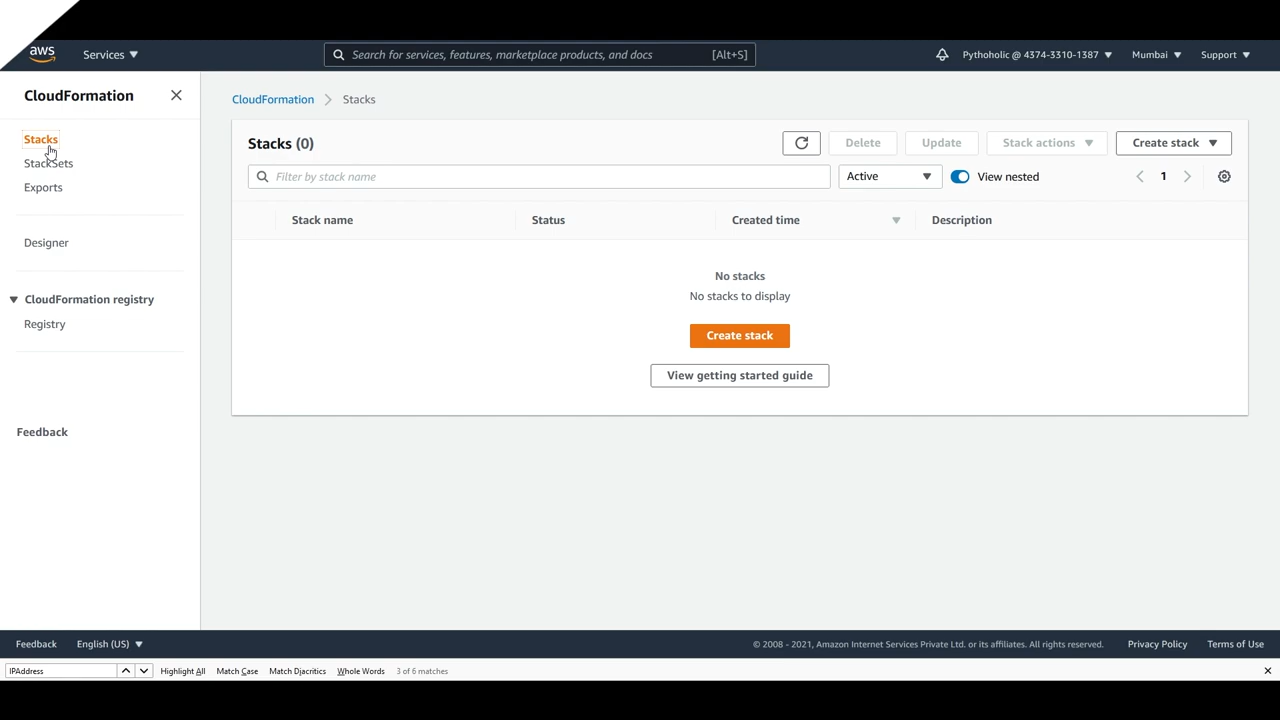 aws
Services
Search for services, features, marketplace products, and docs
[Alt+S]
Pythoholic @ 4374-3310-1387
Mumbai
Support
CloudFormation
Stacks
StackSets
Exports
Designer
CloudFormation registry
Registry
Feedback
CloudFormation
Stacks
Stacks (0)
Delete
Update
Stack actions
Create stack
Filter by stack name
Active
View nested
1
Stack name
Status
Created time
Description
No stacks
No stacks to display
Create stack
View getting started guide
Feedback
English (US)
© 2008 - 2021, Amazon Internet Services Private Ltd. or its affiliates. All rights reserved.
Privacy Policy
Terms of Use
IPAddress
Highlight All
Match Case
Match Diacritics
Whole Words
3 of 6 matches